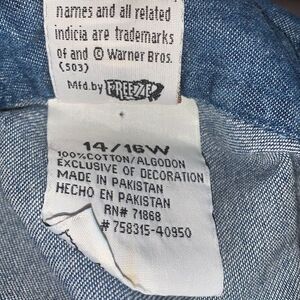 names and all related
indicia are trademarks
of and © Warner Bros.
(S03)
Mfd. by FREEZE
14/16W
100% COTTON/ALGODON
EXCLUSIVE OF DECORATION
MADE IN PAKISTAN
HECHO EN PAKISTAN
RN# 71868
# 758315-40950